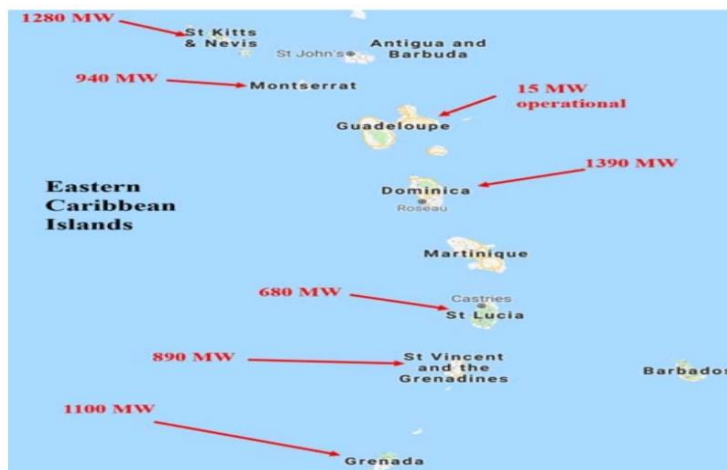 1280 MW
St Kitts
& Nevis
St John's
Antigua and
Barbuda
940 MW
Montserrat
15 MW
operational
Guadeloupe
1390 MW
Eastern
Caribbean
Islands
Dominica
Roseau
Martinique
680 MW
Castries
St Lucia
890 MW
St Vincent
and the
Grenadines
Barbados
1100 MW
Grenada